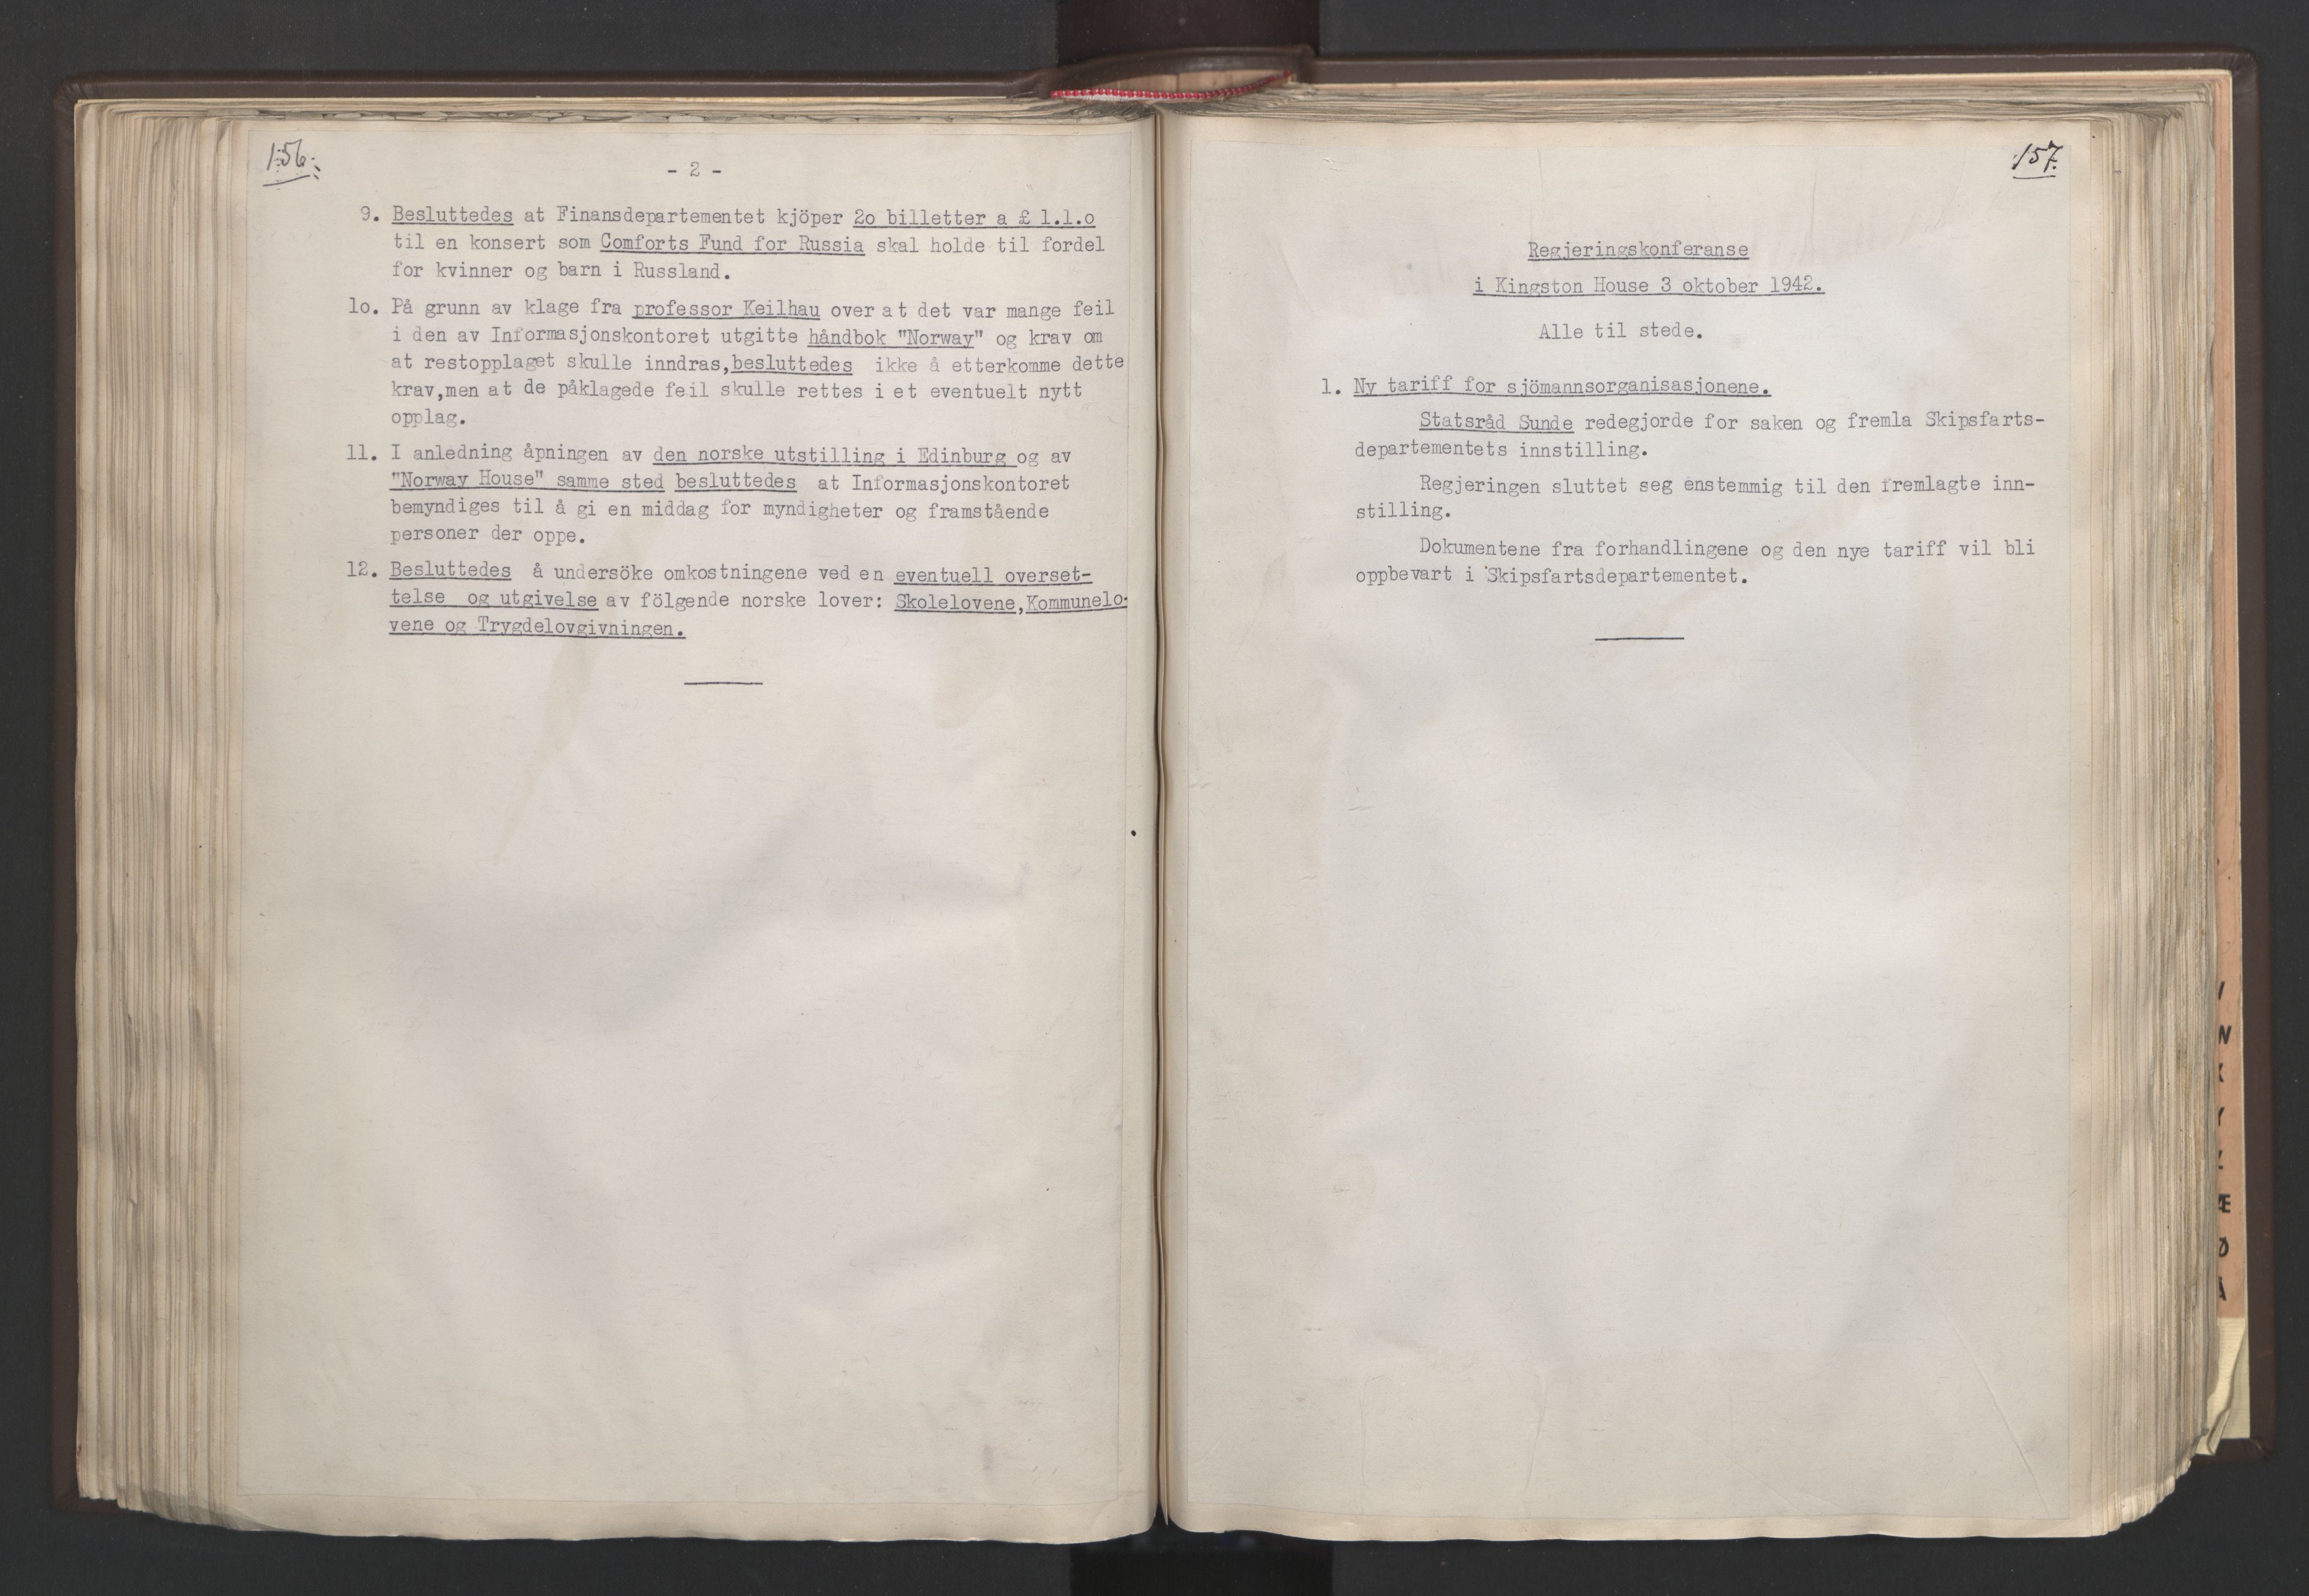 156.
- 2 -
9. Besluttedes at Finansdepartementet kjöper 2o billetter a £ 1.1.o
til en konsert som Comforts Fund for Russia skal holde til fordel
for kvinner og barn i Russland.
1o. På grunn av klage fra professor Keilhau over at det var mange feil
i den av Informasjonskontoret utgitte håndbok "Norway" og krav om
at restopplaget skulle inndras,besluttedes ikke å etterkomme dette
krav,men at de påklagede feil skulle rettes i et eventuelt nytt
opplag.
11. I anledning åpningen av den norske utstilling i Edinburg og av
"Norway House" samme sted besluttedes at Informasjonskontoret
bemyndiges til å gi en middag for myndigheter og framstående
personer der oppe.
12. Besluttedes å undersöke omkostningene ved en eventuell overset-
telse og utgivelse av fölgende norske lover: Skolelovene,Kommunelo-
vene og Trygdelovgivningen.
157.
Regjeringskonferanse
i Kingston House 3 oktober 1942.
Alle til stede.
1. Ny tariff for sjömannsorganisasjonene.
Statsråd Sunde redegjorde for saken og fremla Skipsfarts-
departementets innstilling.
Regjeringen sluttet seg enstemmig til den fremlagte inn-
stilling.
Dokumentene fra forhandlingene og den nye tariff vil bli
oppbevart i Skipsfartsdepartementet.
Æ
Ø
Å